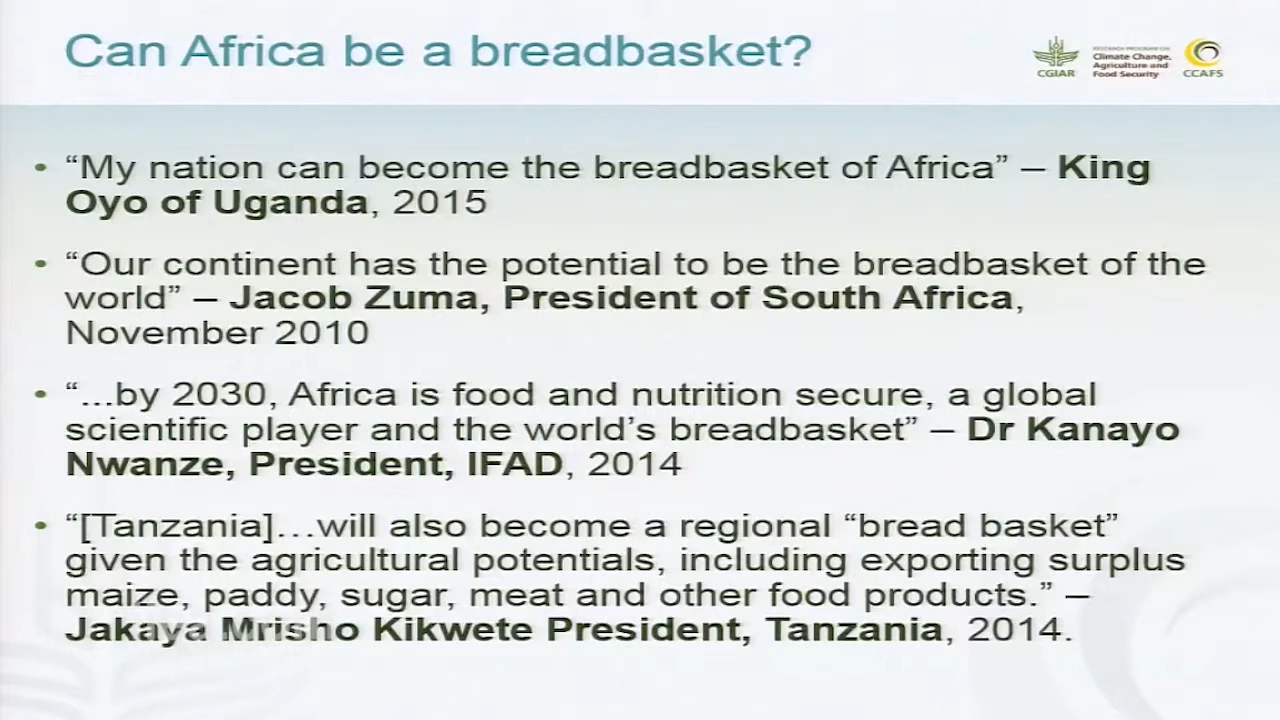 Can Africa be a breadbasket?
CGIAR
RESEARCH PROGRAM ON
Climate Change,
Agriculture and
Food Security
CCAFS
• “My nation can become the breadbasket of Africa” – King
Oyo of Uganda, 2015
• “Our continent has the potential to be the breadbasket of the
world” – Jacob Zuma, President of South Africa,
November 2010
• “...by 2030, Africa is food and nutrition secure, a global
scientific player and the world’s breadbasket” – Dr Kanayo
Nwanze, President, IFAD, 2014
• “[Tanzania]...will also become a regional “bread basket”
given the agricultural potentials, including exporting surplus
maize, paddy, sugar, meat and other food products.” –
Jakaya Mrisho Kikwete President, Tanzania, 2014.